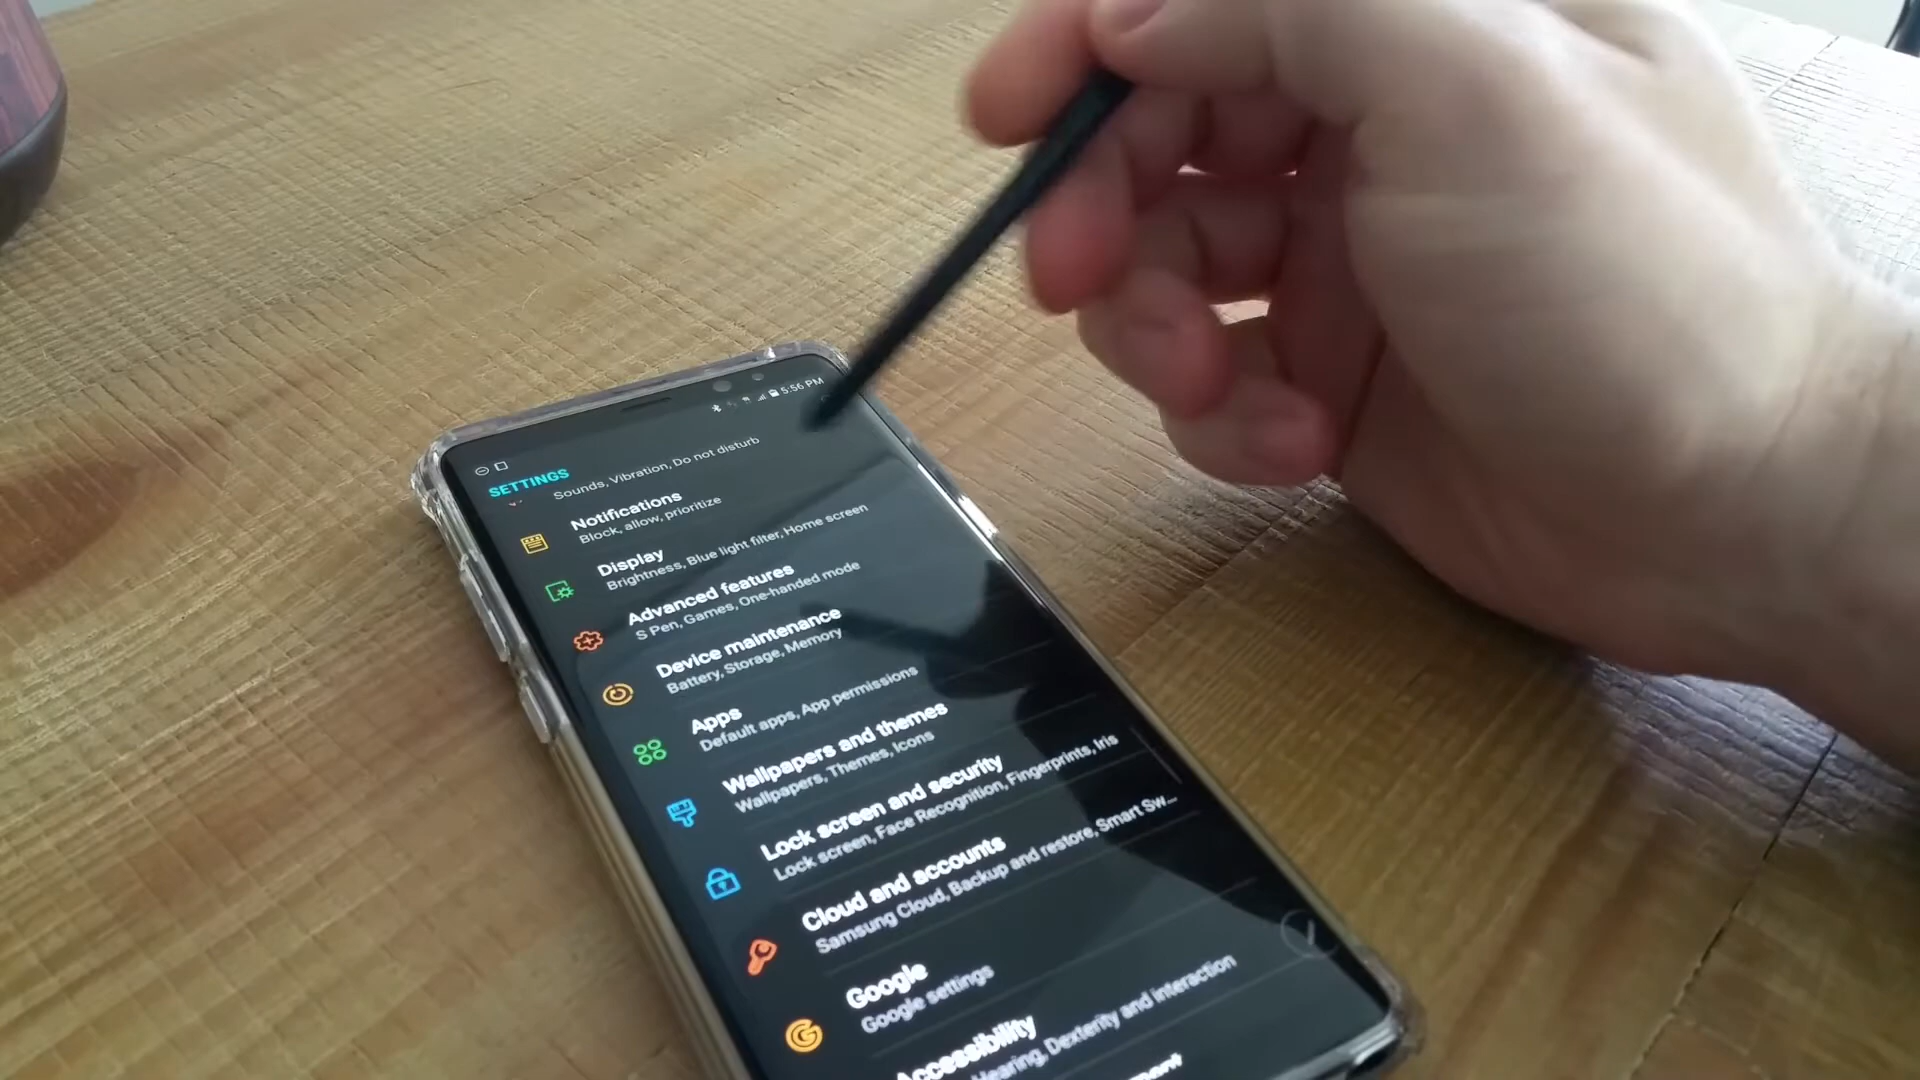 5:56 PM
SETTINGS
Sounds, Vibration, Do not disturb
Notifications
Block, allow, prioritize
Display
Brightness, Blue light filter, Home screen
Advanced features
S Pen, Games, One-handed mode
Device maintenance
Battery, Storage, Memory
Apps
Default apps, App permissions
Wallpapers and themes
Wallpapers, Themes, Icons
Lock screen and security
Lock screen, Face Recognition, Fingerprints, Iris
Cloud and accounts
Samsung Cloud, Backup and restore, Smart Sw...
Google
Google settings
Accessibility
Hearing, Dexterity and interaction